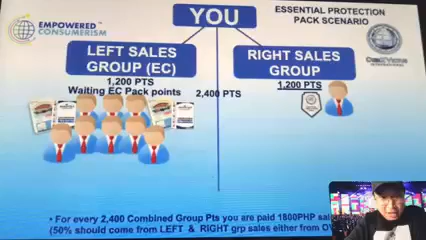 YOU
EMPOWERED
CONSUMERISM
ESSENTIAL PROTECTION
PACK SCENARIO
LEFT SALES
GROUP (EC)
RIGHT SALES
GROUP
1,200 PTS
Waiting EC Pack points
2,400 PTS
1,200 PTS
• For every 2,400 Combined Group Pts you are paid 1800PHP sal
(50% should come from LEFT & RIGHT grp sales either from OV